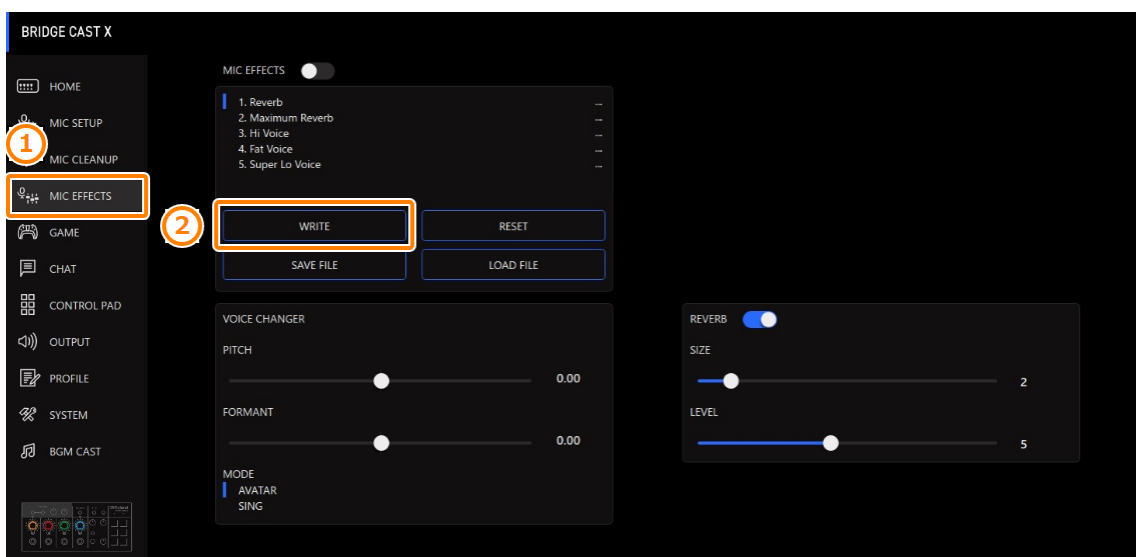 BRIDGE CAST X
HOME
MIC SETUP
1
MIC CLEANUP
MIC EFFECTS
GAME
CHAT
CONTROL PAD
OUTPUT
PROFILE
SYSTEM
BGM CAST
MIC EFFECTS
1. Reverb ---
2. Maximum Reverb ---
3. Hi Voice ---
4. Fat Voice ---
5. Super Lo Voice ---
2
WRITE
RESET
SAVE FILE
LOAD FILE
VOICE CHANGER
PITCH
0.00
FORMANT
0.00
MODE
AVATAR
SING
REVERB
SIZE
2
LEVEL
5